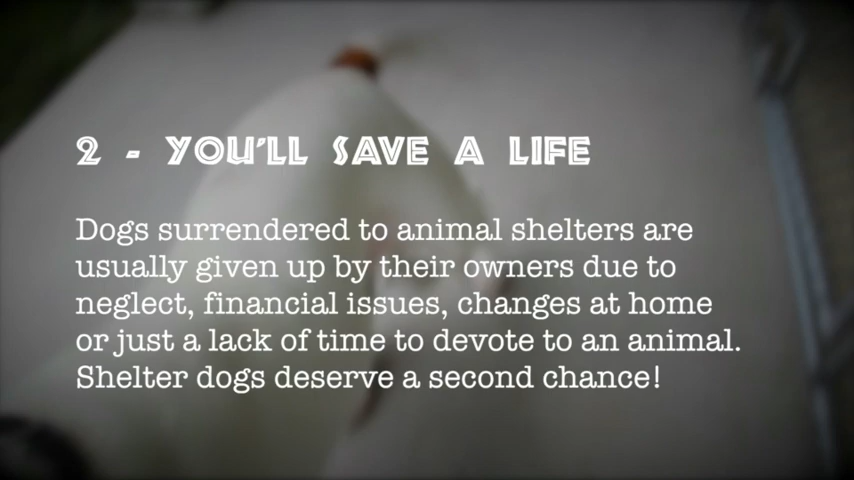 2 - YOU'LL SAVE A LIFE
Dogs surrendered to animal shelters are
usually given up by their owners due to
neglect, financial issues, changes at home
or just a lack of time to devote to an animal.
Shelter dogs deserve a second chance!